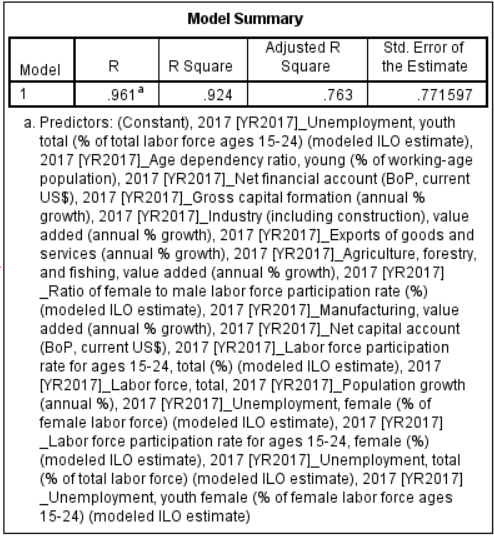 Model Summary
Model R R Square Adjusted R Square Std. Error of the Estimate
1 .961a .924 .763 .771597
a. Predictors: (Constant), 2017 [YR2017]_Unemployment, youth
total (% of total labor force ages 15-24) (modeled ILO estimate),
2017 [YR2017]_Age dependency ratio, young (% of working-age
population), 2017 [YR2017]_Net financial account (BoP, current
US$), 2017 [YR2017]_Gross capital formation (annual %
growth), 2017 [YR2017]_Industry (including construction), value
added (annual % growth), 2017 [YR2017]_Exports of goods and
services (annual % growth), 2017 [YR2017]_Agriculture, forestry,
and fishing, value added (annual % growth), 2017 [YR2017]
_Ratio of female to male labor force participation rate (%)
(modeled ILO estimate), 2017 [YR2017]_Manufacturing, value
added (annual % growth), 2017 [YR2017]_Net capital account
(BoP, current US$), 2017 [YR2017]_Labor force participation
rate for ages 15-24, total (%) (modeled ILO estimate), 2017
[YR2017]_Labor force, total, 2017 [YR2017]_Population growth
(annual %), 2017 [YR2017]_Unemployment, female (% of
female labor force) (modeled ILO estimate), 2017 [YR2017]
_Labor force participation rate for ages 15-24, female (%)
(modeled ILO estimate), 2017 [YR2017]_Unemployment, total
(% of total labor force) (modeled ILO estimate), 2017 [YR2017]
_Unemployment, youth female (% of female labor force ages
15-24) (modeled ILO estimate)